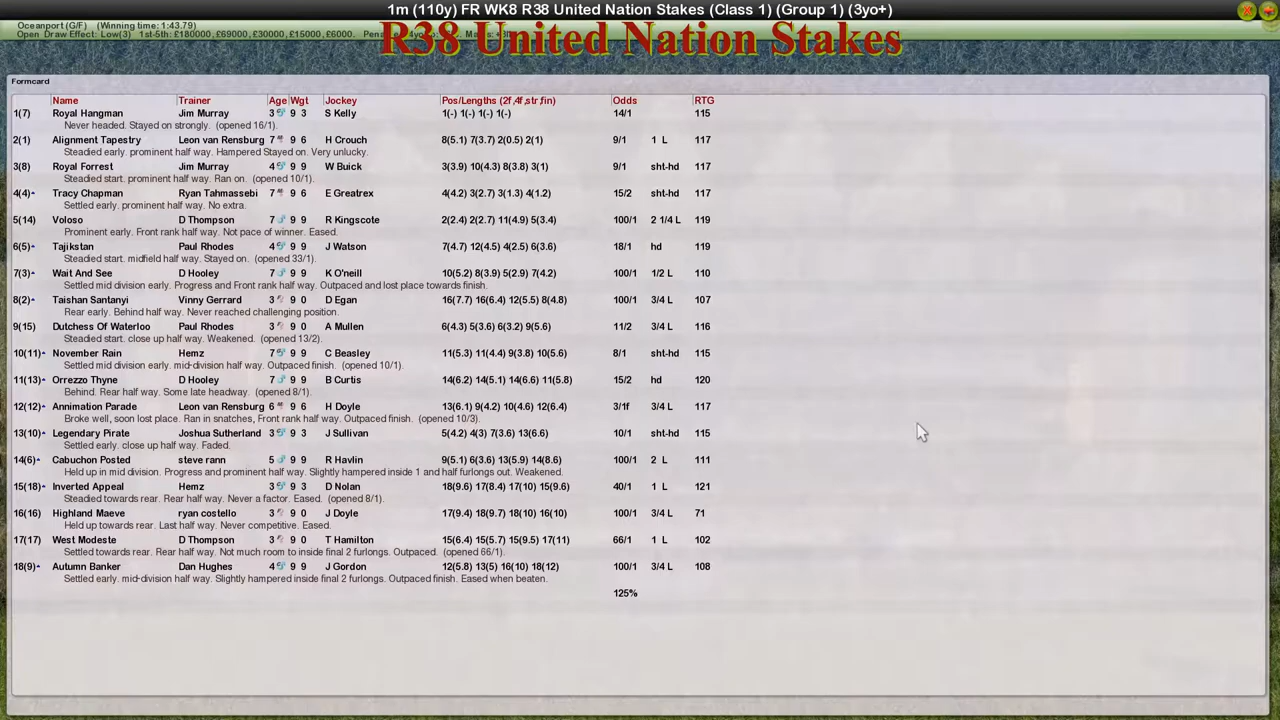 1m (110y) FR WK8 R38 United Nation Stakes (Class 1) (Group 1) (3yo+)
Oceanport (G/F) (Winning time: 1:43.79)
Open Draw Effect: Low(3) 1st-5th: £180000, £69000, £30000, £15000, £6000.
R38 United Nation Stakes
Formcard
Name Trainer Age Wgt Jockey Pos/Lengths (2f,4f,str,fin) Odds RTG
1(7) Royal Hangman Jim Murray 3 9 3 S Kelly 1(-) 1(-) 1(-) 1(-) 14/1 115
Never headed. Stayed on strongly. (opened 16/1).
2(1) Alignment Tapestry Leon van Rensburg 7 9 6 H Crouch 8(5.1) 7(3.7) 2(0.5) 2(1) 9/1 1 L 117
Steadied early. prominent half way. Hampered Stayed on. Very unlucky.
3(8) Royal Forrest Jim Murray 4 9 9 W Buick 3(3.9) 10(4.3) 8(3.8) 3(1) 9/1 sht-hd 117
Steadied start. prominent half way. Ran on. (opened 10/1).
4(4) Tracy Chapman Ryan Tahmassebi 7 9 6 E Greatrex 4(4.2) 3(2.7) 3(1.3) 4(1.2) 15/2 sht-hd 117
Settled early. prominent half way. No extra.
5(14) Voloso D Thompson 7 9 9 R Kingscote 2(2.4) 2(2.7) 11(4.9) 5(3.4) 100/1 2 1/4 L 119
Prominent early. Front rank half way. Not pace of winner. Eased.
6(5) Tajikstan Paul Rhodes 4 9 9 J Watson 7(4.7) 12(4.5) 4(2.5) 6(3.6) 18/1 hd 119
Steadied start. midfield half way. Stayed on. (opened 33/1).
7(3) Wait And See D Hooley 7 9 9 K O'neill 10(5.2) 8(3.9) 5(2.9) 7(4.2) 100/1 1/2 L 110
Settled mid division early. Progress and Front rank half way. Outpaced and lost place towards finish.
8(2) Taishan Santanyi Vinny Gerrard 3 9 0 D Egan 16(7.7) 16(6.4) 12(5.5) 8(4.8) 100/1 3/4 L 107
Rear early. Behind half way. Never reached challenging position.
9(15) Dutchess Of Waterloo Paul Rhodes 3 9 0 A Mullen 6(4.3) 5(3.6) 6(3.2) 9(5.6) 11/2 3/4 L 116
Steadied start. close up half way. Weakened. (opened 13/2).
10(11) November Rain Hemz 7 9 9 C Beasley 11(5.3) 11(4.4) 9(3.8) 10(5.6) 8/1 sht-hd 115
Settled mid division early. mid-division half way. Outpaced finish. (opened 10/1).
11(13) Orrezzo Thyne D Hooley 7 9 9 B Curtis 14(6.2) 14(5.1) 14(6.6) 11(5.8) 15/2 hd 120
Behind. Rear half way. Some late headway. (opened 8/1).
12(12) Annimation Parade Leon van Rensburg 6 9 6 H Doyle 13(6.1) 9(4.2) 10(4.6) 12(6.4) 3/1f 3/4 L 117
Broke well, soon lost place. Ran in snatches, Front rank half way. Outpaced finish. (opened 10/3).
13(10) Legendary Pirate Joshua Sutherland 3 9 3 J Sullivan 5(4.2) 4(3) 7(3.6) 13(6.6) 10/1 sht-hd 115
Settled early. close up half way. Faded.
14(6) Cabuchon Posted steve rann 5 9 9 R Havlin 9(5.1) 6(3.6) 13(5.9) 14(8.6) 100/1 2 L 111
Held up in mid division. Progress and prominent half way. Slightly hampered inside 1 and half furlongs out. Weakened.
15(18) Inverted Appeal Hemz 3 9 3 D Nolan 18(9.6) 17(8.4) 17(10) 15(9.6) 40/1 1 L 121
Steadied towards rear. Rear half way. Never a factor. Eased. (opened 8/1).
16(16) Highland Maeve ryan costello 3 9 0 J Doyle 17(9.4) 18(9.7) 18(10) 16(10) 100/1 3/4 L 71
Held up towards rear. Last half way. Never competitive. Eased.
17(17) West Modeste D Thompson 3 9 0 T Hamilton 15(6.4) 15(5.7) 15(9.5) 17(11) 66/1 1 L 102
Settled towards rear. Rear half way. Not much room to inside final 2 furlongs. Outpaced. (opened 66/1).
18(9) Autumn Banker Dan Hughes 4 9 9 J Gordon 12(5.8) 13(5) 16(10) 18(12) 100/1 3/4 L 108
Settled early. mid-division half way. Slightly hampered inside final 2 furlongs. Outpaced finish. Eased when beaten.
125%